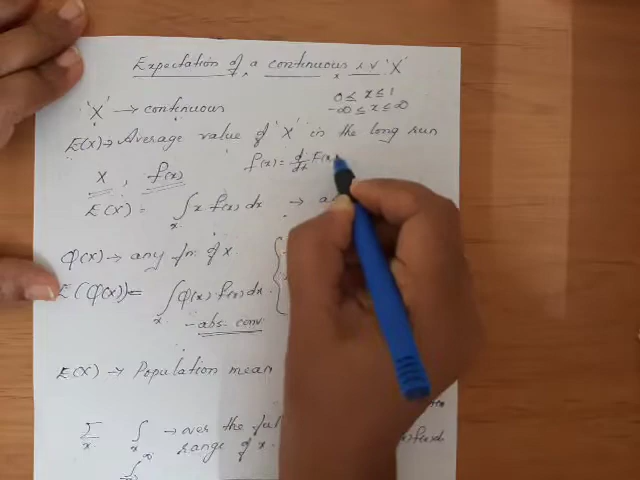 Expectation of a continuous r.v 'X'
'X' → continuous
0 ≤ x ≤ 1
-∞ ≤ x ≤ ∞
E(X) → Average value of 'X' in the long run
X , f(x)
f(x) = d/dx F(x
E(X) = ∫x x f(x) dx →
φ(X) → any fn. of X
E(φ(X)) = ∫x φ(x) f(x) dx.
- abs. conv
E(X) → Population mean
Σx ∫x → over the
range of X.
∫ ∞